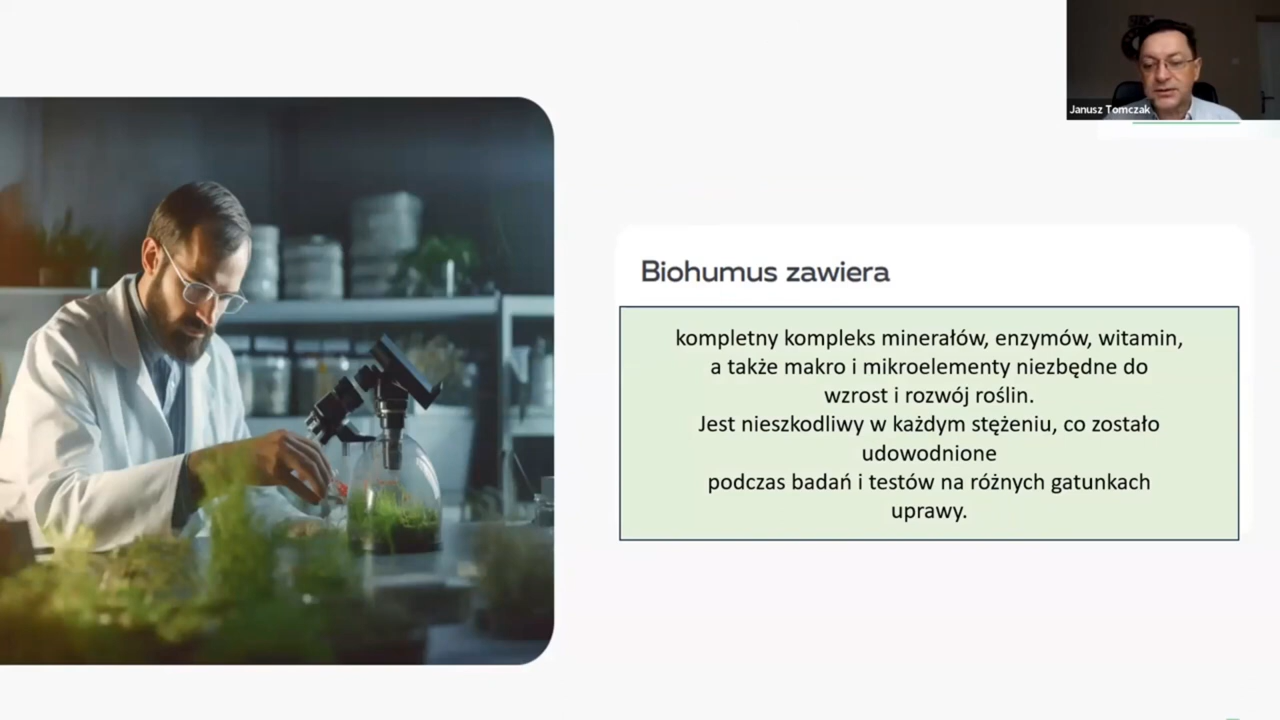 Janusz Tomczak
Biohumus zawiera
kompletny kompleks minerałów, enzymów, witamin,
a także makro i mikroelementy niezbędne do
wzrost i rozwój roślin.
Jest nieszkodliwy w każdym stężeniu, co zostało
udowodnione
podczas badań i testów na różnych gatunkach
uprawy.